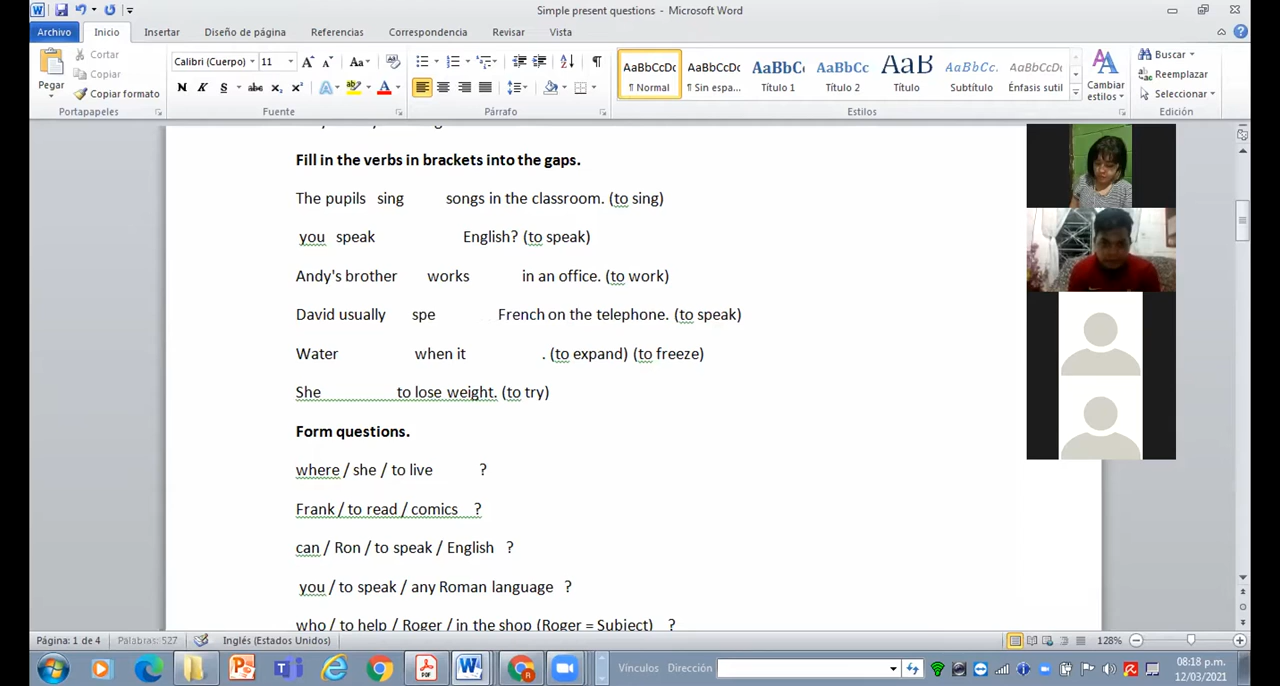 Simple present questions - Microsoft Word
Archivo Inicio Insertar Diseño de página Referencias Correspondencia Revisar Vista
Pegar
Cortar
Copiar
Copiar formato
Portapapeles
Calibri (Cuerpo) 11
Fuente
Párrafo
AaBbCcDc AaBbCcDc AaBbC AaBbCc AaB AaBbCc. AaBbCcDc
¶ Normal ¶ Sin espa... Título 1 Título 2 Título Subtítulo Énfasis sutil
Estilos
Cambiar estilos
Buscar
Reemplazar
Seleccionar
Edición
Fill in the verbs in brackets into the gaps.
The pupils sing songs in the classroom. (to sing)
you speak English? (to speak)
Andy's brother works in an office. (to work)
David usually spe French on the telephone. (to speak)
Water when it . (to expand) (to freeze)
She to lose weight. (to try)
Form questions.
where / she / to live ?
Frank / to read / comics ?
can / Ron / to speak / English ?
you / to speak / any Roman language ?
who / to help / Roger / in the shop (Roger = Subject) ?
Página: 1 de 4 Palabras: 527 Inglés (Estados Unidos) 128%
Vínculos Dirección
08:18 p.m.
12/03/2021